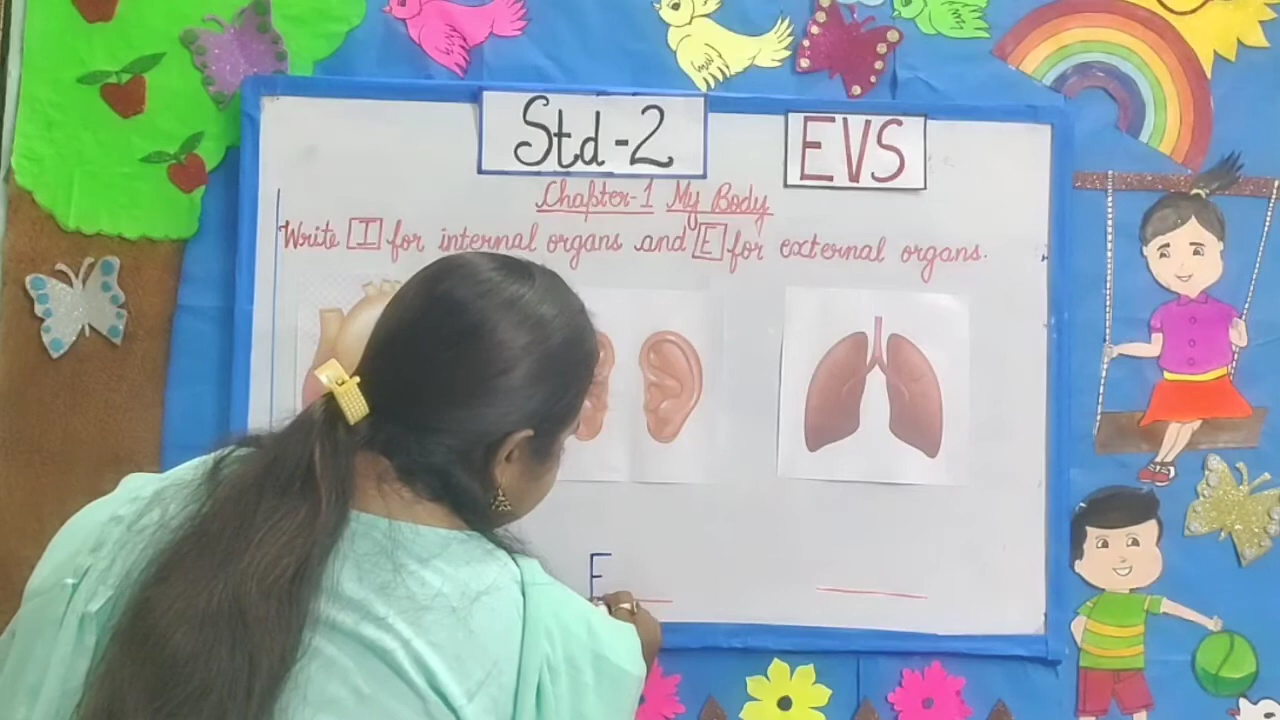 Std-2
EVS
Chapter-1 My Body
Write I for internal organs and E for external organs.
E